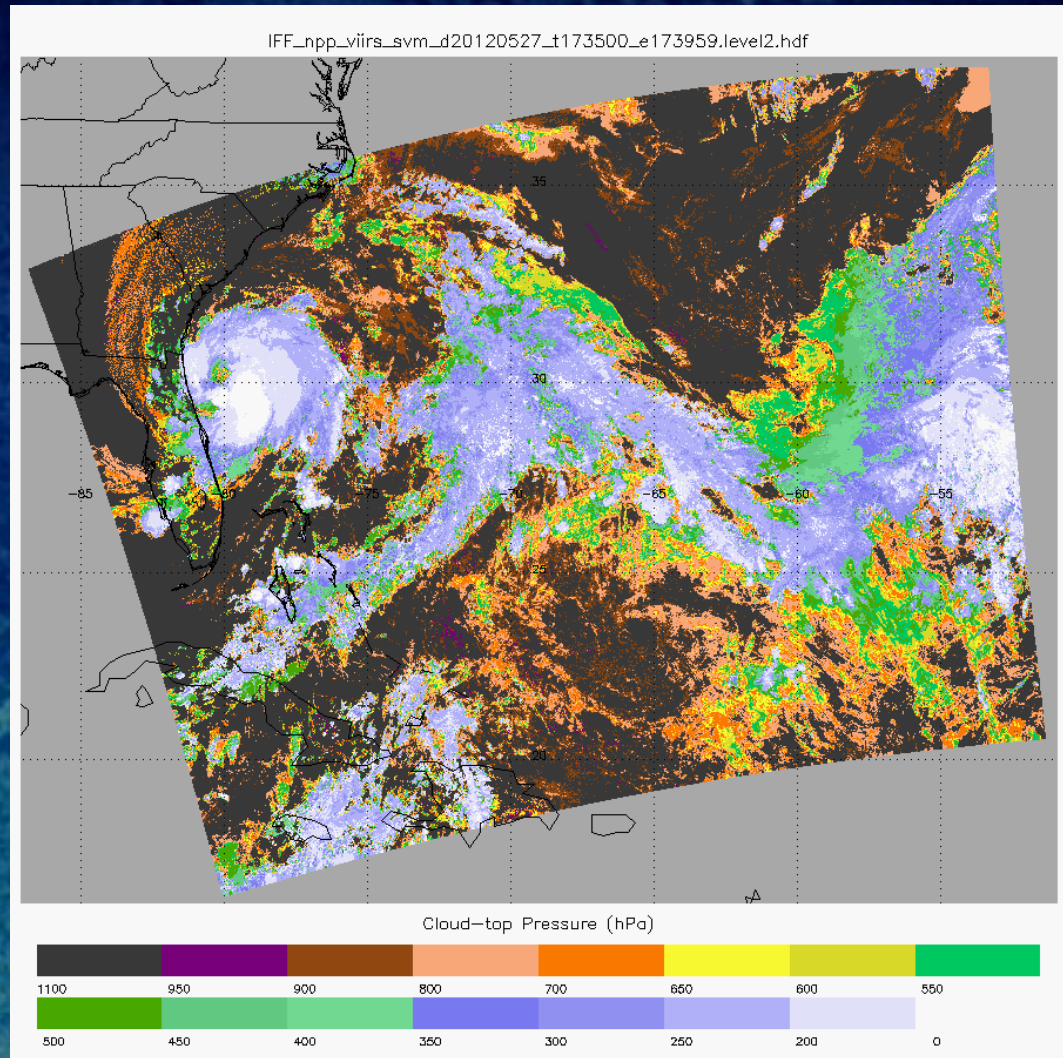 IFF_npp_viirs_svm_d20120527_t173500_e173959.level2.hdf
35
30
-85 -80 -75 -70 -65 -60 -55
25
20
Cloud-top Pressure (hPa)
1100 950 900 800 700 650 600 550
500 450 400 350 300 250 200 0